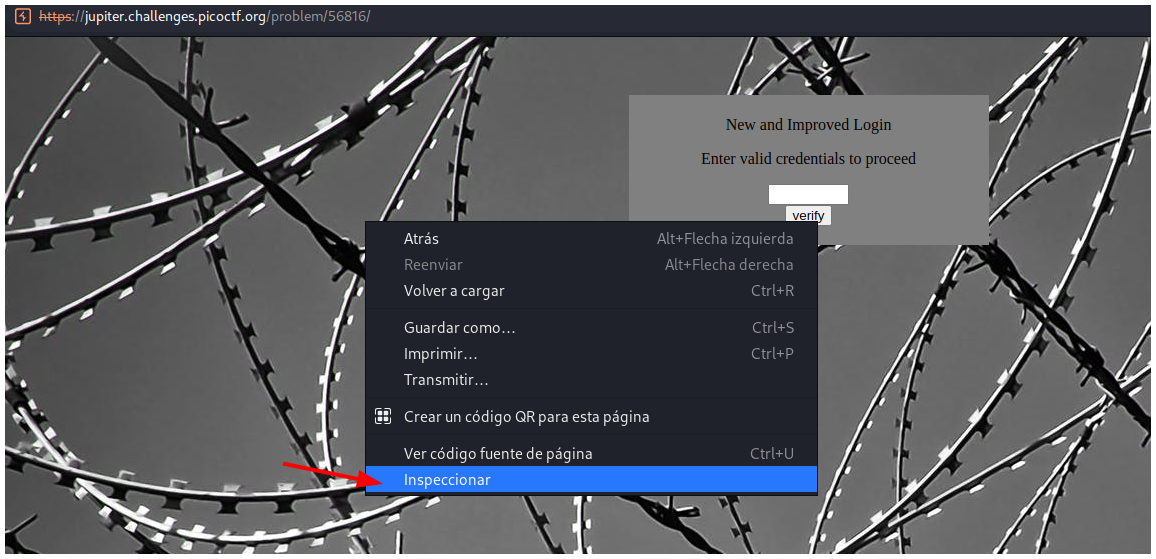 https://jupiter.challenges.picoctf.org/problem/56816/
New and Improved Login
Enter valid credentials to proceed
verify
Atrás Alt+Flecha izquierda
Reenviar Alt+Flecha derecha
Volver a cargar Ctrl+R
Guardar como... Ctrl+S
Imprimir... Ctrl+P
Transmitir...
Crear un código QR para esta página
Ver código fuente de página Ctrl+U
Inspeccionar